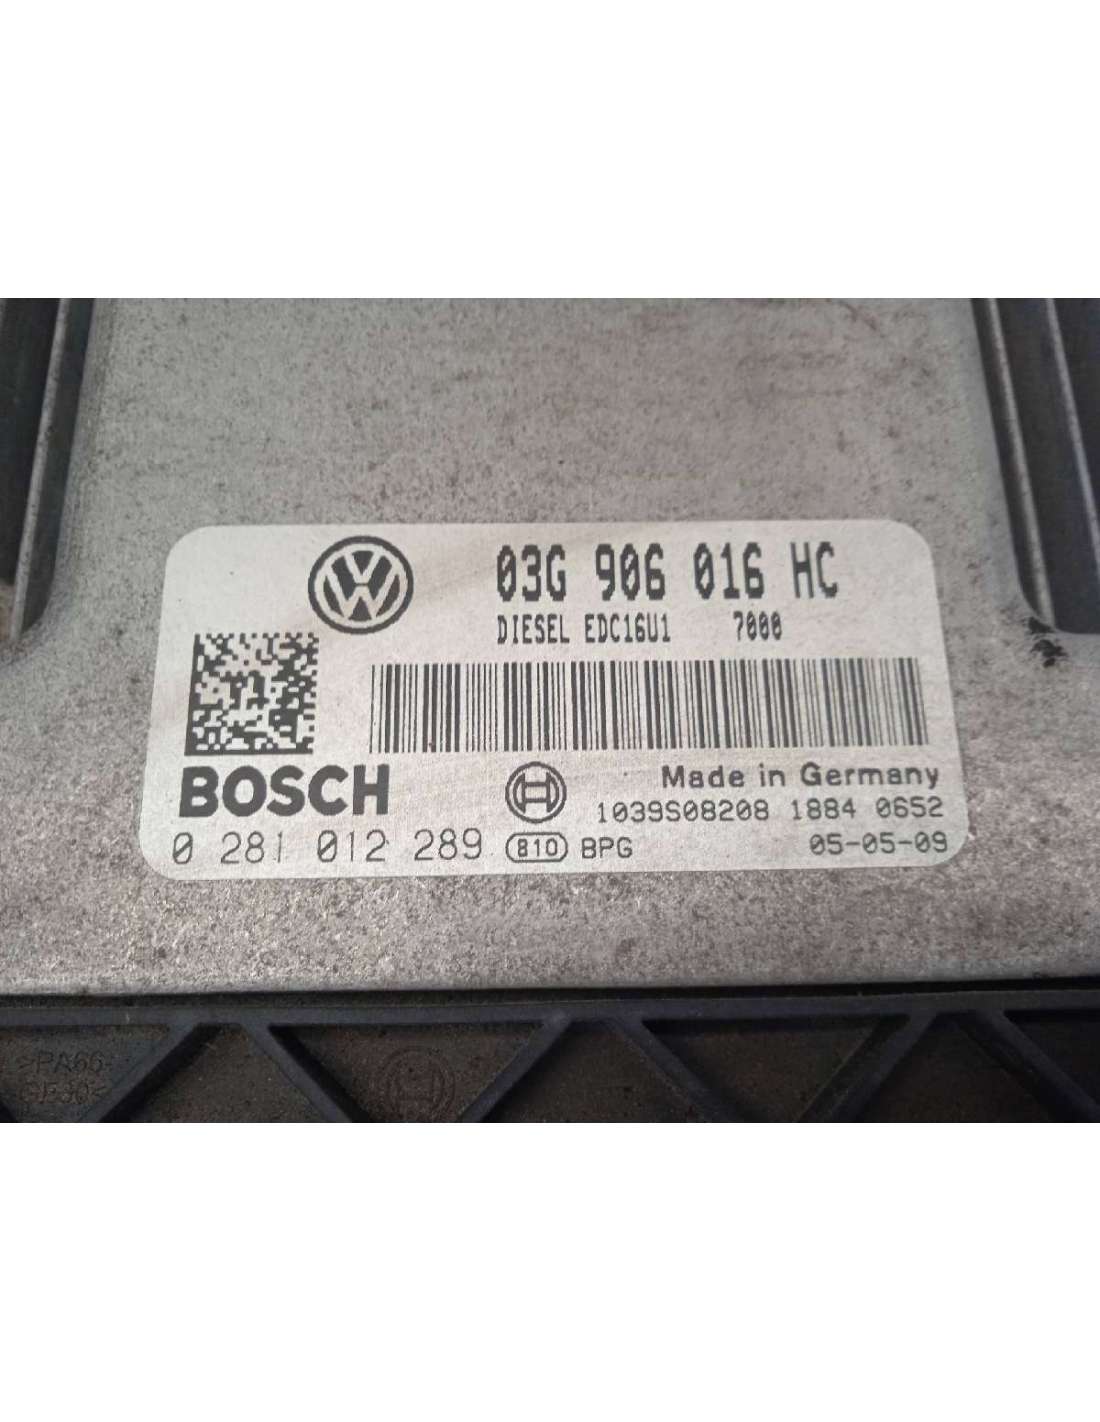 03G 906 016 HC
DIESEL EDC16U1 7000
BOSCH
Made in Germany
1039S08208 1884 0652
0 281 012 289 810 BPG 05-05-09
>PA66-